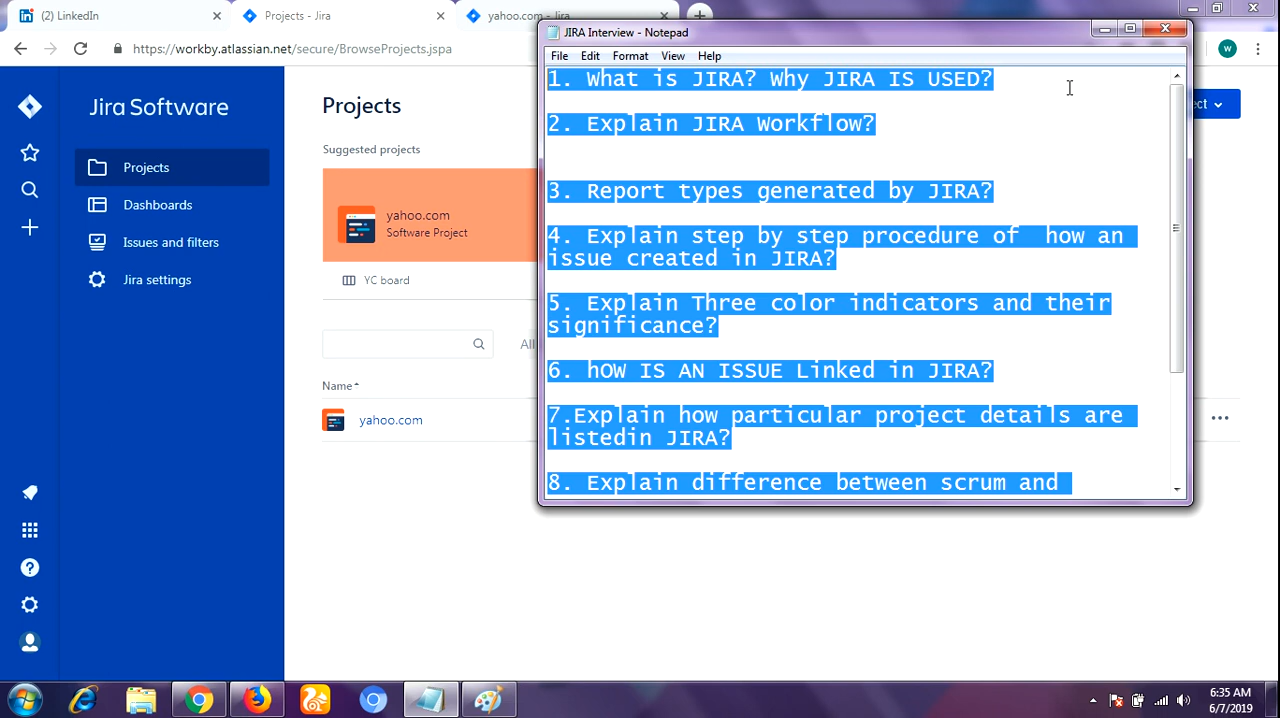 (2) LinkedIn
Projects - Jira
yahoo.com - Jira
https://workby.atlassian.net/secure/BrowseProjects.jspa
w
Jira Software
Projects
Dashboards
Issues and filters
Jira settings
Projects
Suggested projects
yahoo.com
Software Project
YC board
All
Name
yahoo.com
ect
JIRA Interview - Notepad
File Edit Format View Help
1. What is JIRA? Why JIRA IS USED?
2. Explain JIRA Workflow?
3. Report types generated by JIRA?
4. Explain step by step procedure of  how an
issue created in JIRA?
5. Explain Three color indicators and their
significance?
6. hOW IS AN ISSUE Linked in JIRA?
7.Explain how particular project details are
listedin JIRA?
8. Explain difference between scrum and
6:35 AM
6/7/2019